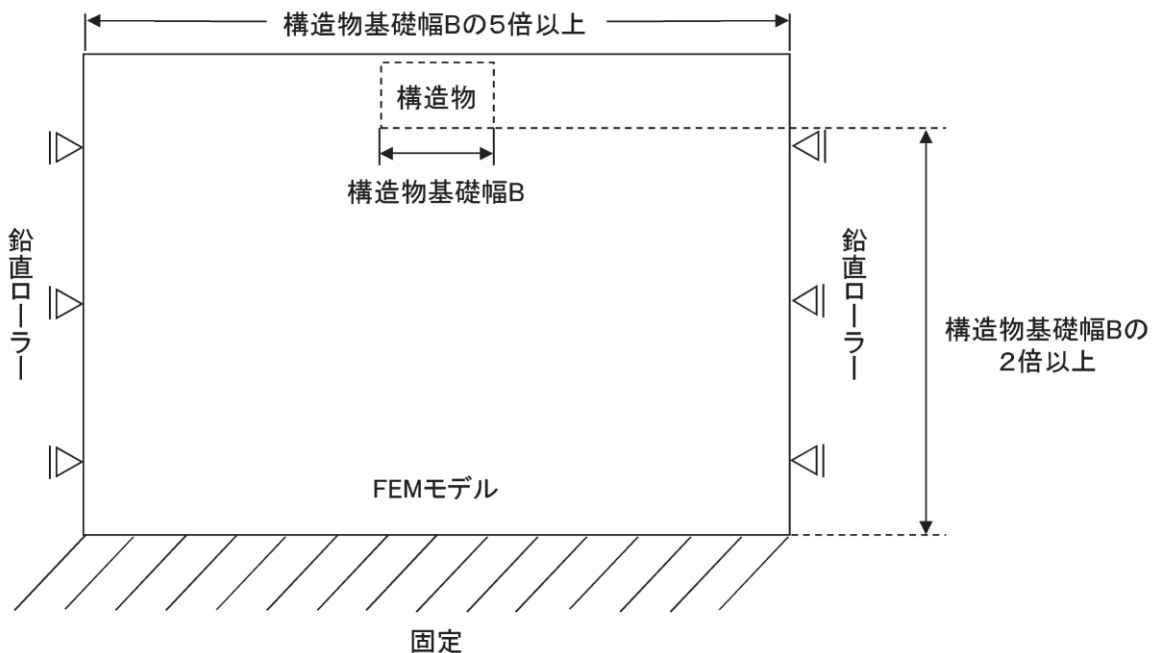 構造物基礎幅Bの5倍以上
構造物
構造物基礎幅B
鉛直ローラー
鉛直ローラー
構造物基礎幅Bの
2倍以上
FEMモデル
固定